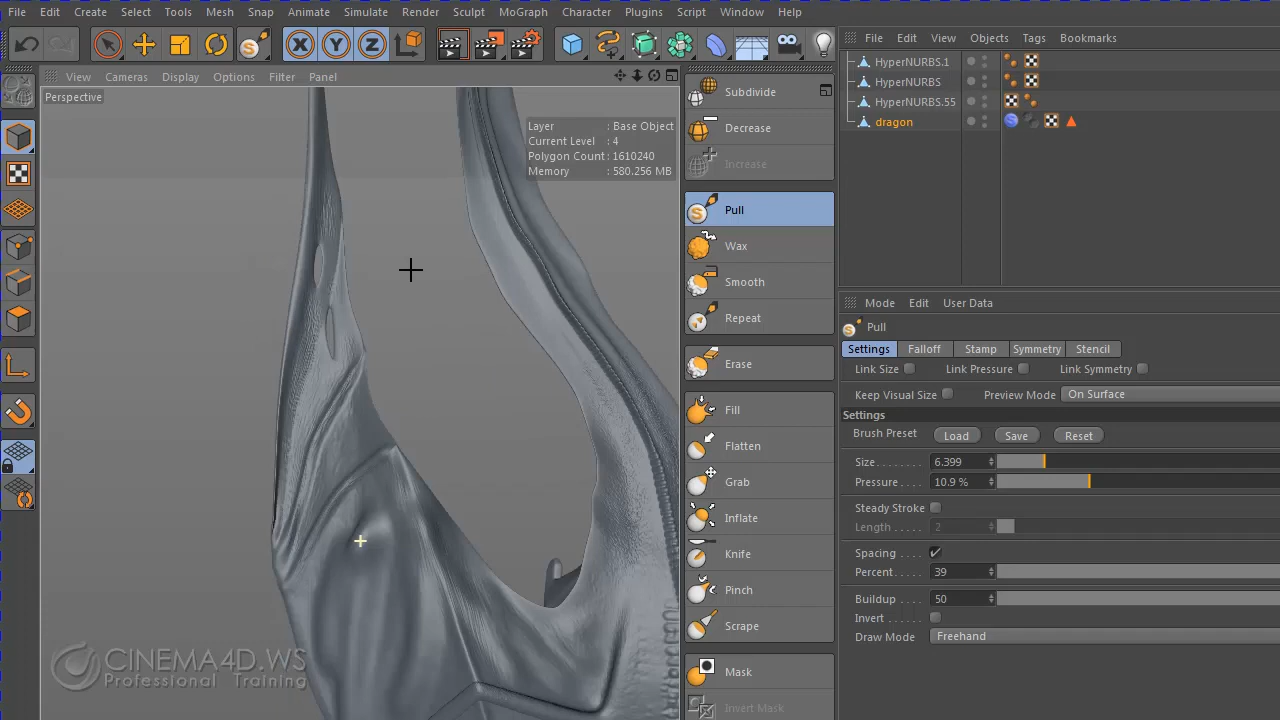 File Edit Create Select Tools Mesh Snap Animate Simulate Render Sculpt MoGraph Character Plugins Script Window Help
View Cameras Display Options Filter Panel
Perspective
Layer : Base Object
Current Level : 4
Polygon Count : 1610240
Memory : 580.256 MB
CINEMA4D.WS
Professional Training
Subdivide
Decrease
Increase
Pull
Wax
Smooth
Repeat
Erase
Fill
Flatten
Grab
Inflate
Knife
Pinch
Scrape
Mask
Invert Mask
File Edit View Objects Tags Bookmarks
HyperNURBS.1
HyperNURBS
HyperNURBS.55
dragon
Mode Edit User Data
Pull
Settings Falloff Stamp Symmetry Stencil
Link Size Link Pressure Link Symmetry
Keep Visual Size Preview Mode On Surface
Settings
Brush Preset Load Save Reset
Size 6.399
Pressure 10.9 %
Steady Stroke
Length 2
Spacing
Percent 39
Buildup 50
Invert
Draw Mode Freehand